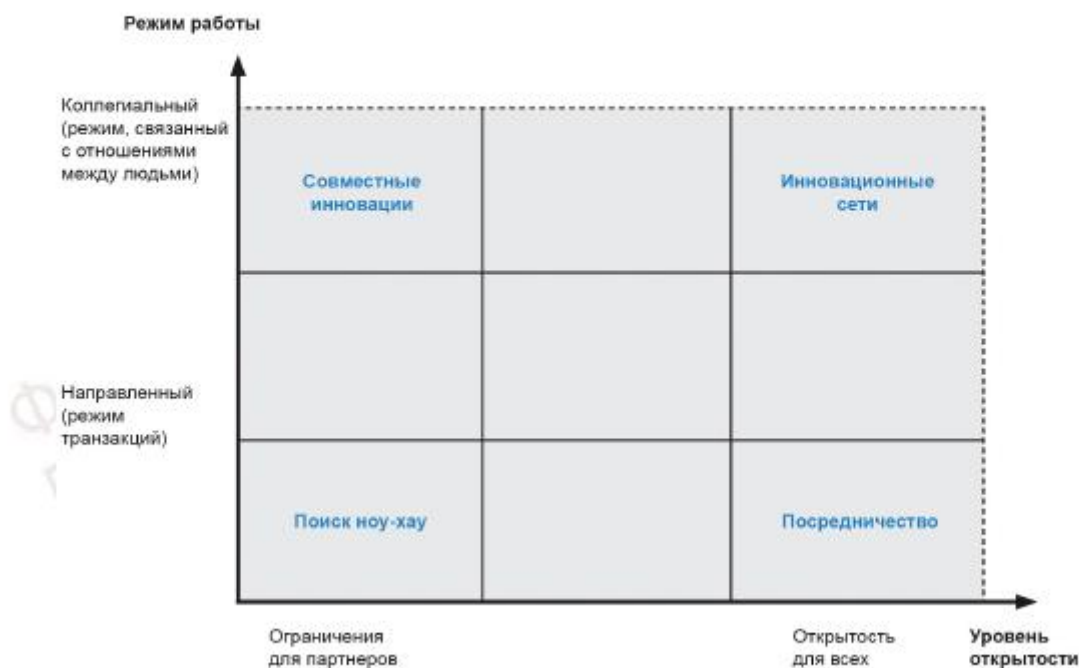 Режим работы
Коллегиальный
(режим, связанный
с отношениями
между людьми)
Совместные
инновации
Инновационные
сети
Направленный
(режим
транзакций)
Поиск ноу-хау
Посредничество
Ограничения
для партнеров
Открытость
для всех
Уровень
открытости